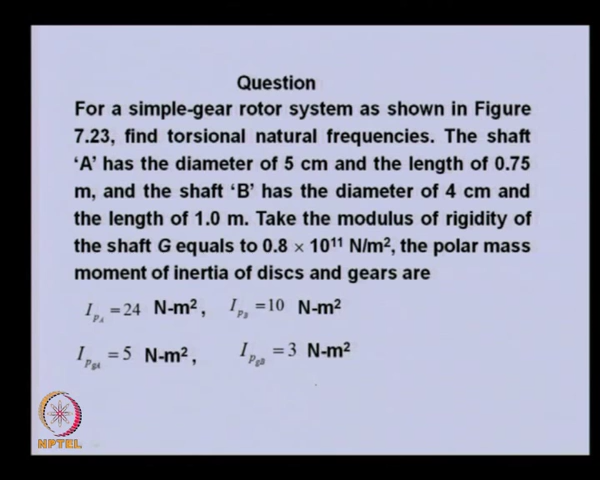 Question
For a simple-gear rotor system as shown in Figure
7.23, find torsional natural frequencies. The shaft
‘A’ has the diameter of 5 cm and the length of 0.75
m, and the shaft ‘B’ has the diameter of 4 cm and
the length of 1.0 m. Take the modulus of rigidity of
the shaft G equals to 0.8 × 10¹¹ N/m², the polar mass
moment of inertia of discs and gears are
I_{p_A} = 24 N-m², I_{p_B} = 10 N-m²
I_{p_{gA}} = 5 N-m², I_{p_{gB}} = 3 N-m²
NPTEL